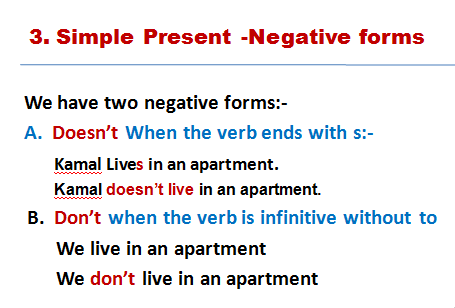 3. Simple Present -Negative forms
We have two negative forms:-
A. Doesn't When the verb ends with s:-
Kamal Lives in an apartment.
Kamal doesn't live in an apartment.
B. Don't when the verb is infinitive without to
We live in an apartment
We don't live in an apartment